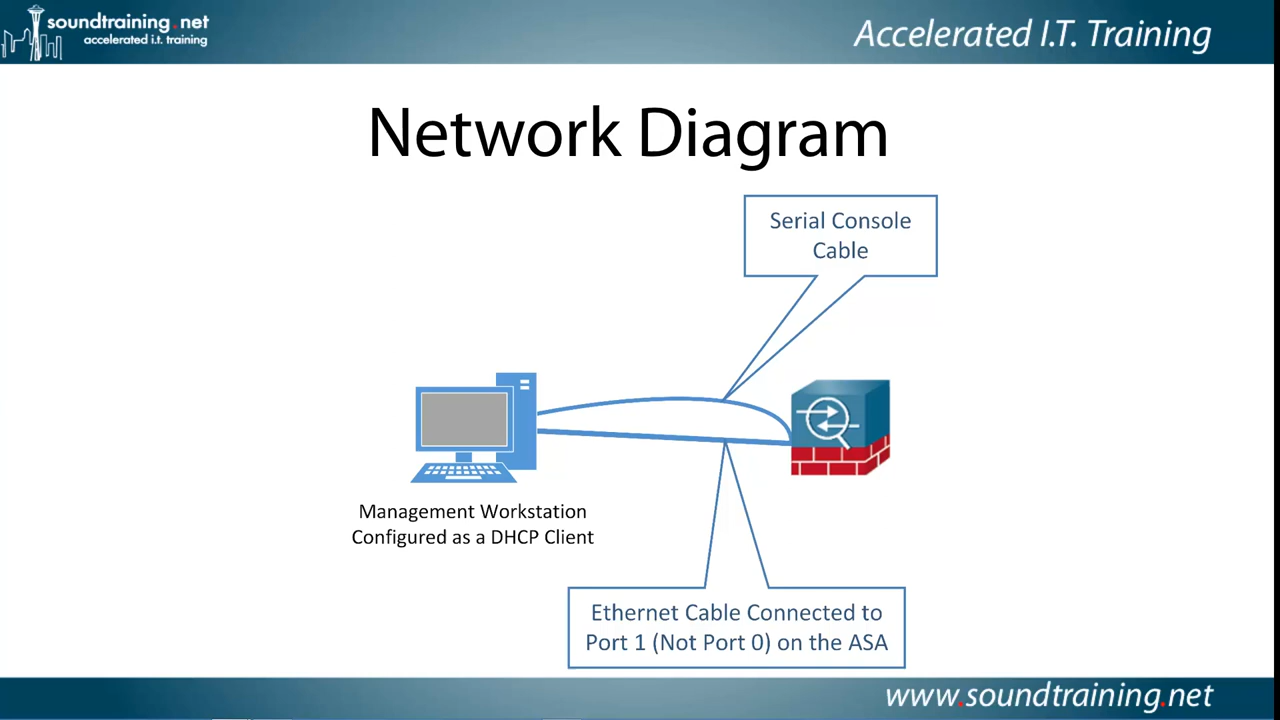 soundtraining.net
accelerated i.t. training
Accelerated I.T. Training
Network Diagram
Serial Console
Cable
Management Workstation
Configured as a DHCP Client
Ethernet Cable Connected to
Port 1 (Not Port 0) on the ASA
www.soundtraining.net